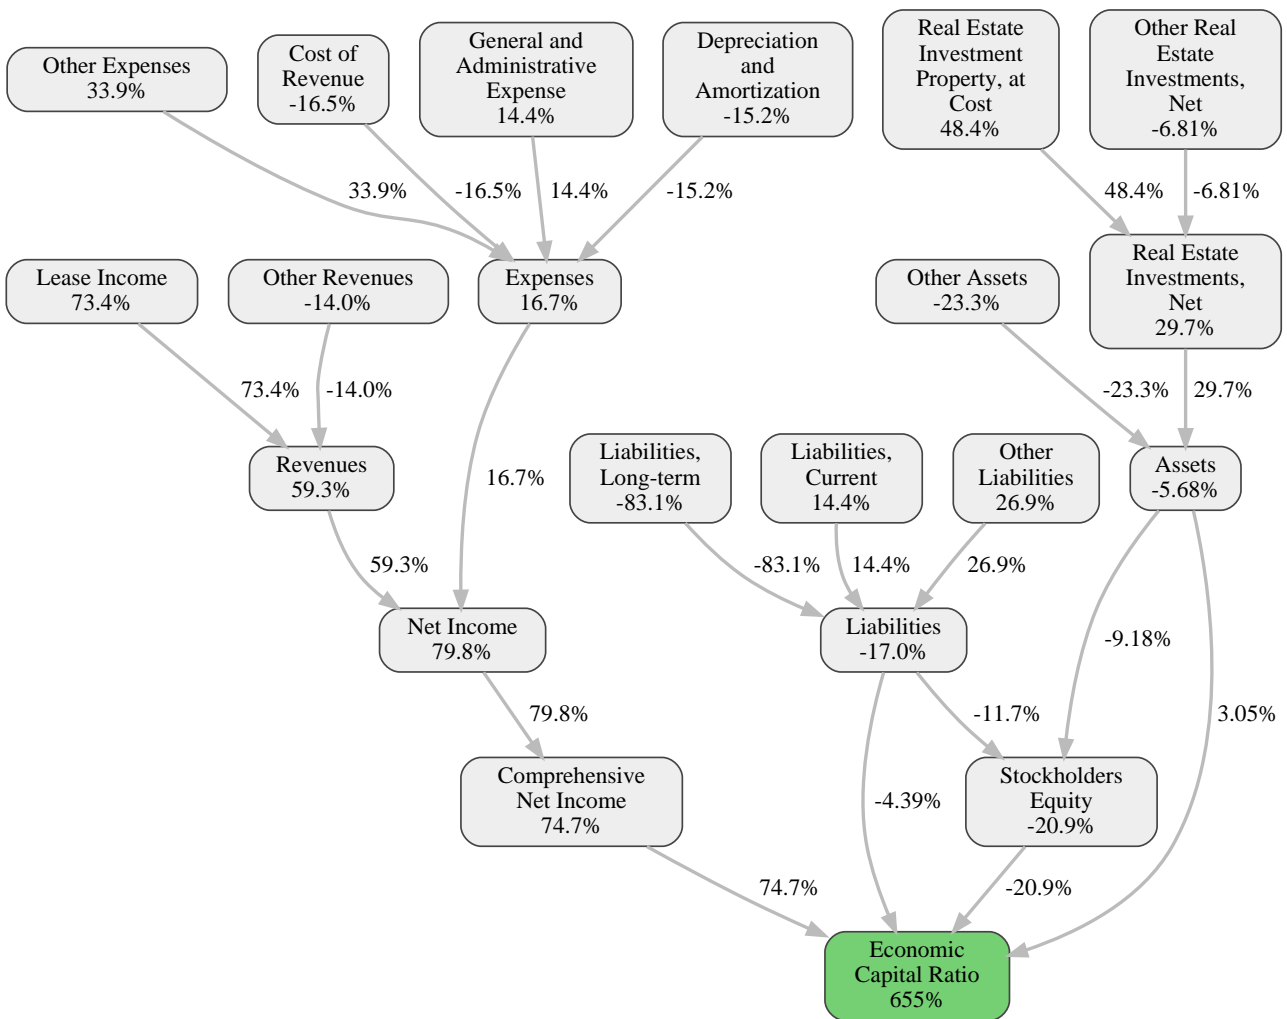 Other Expenses
33.9%
Cost of
Revenue
-16.5%
General and
Administrative
Expense
14.4%
Depreciation
and
Amortization
-15.2%
Real Estate
Investment
Property, at
Cost
48.4%
Other Real
Estate
Investments,
Net
-6.81%
33.9%
-16.5%
14.4%
-15.2%
48.4%
-6.81%
Lease Income
73.4%
Other Revenues
-14.0%
Expenses
16.7%
Other Assets
-23.3%
Real Estate
Investments,
Net
29.7%
73.4%
-14.0%
-23.3%
29.7%
Revenues
59.3%
16.7%
Liabilities,
Long-term
-83.1%
Liabilities,
Current
14.4%
Other
Liabilities
26.9%
Assets
-5.68%
59.3%
-83.1%
14.4%
26.9%
Net Income
79.8%
Liabilities
-17.0%
-9.18%
79.8%
-11.7%
3.05%
Comprehensive
Net Income
74.7%
-4.39%
Stockholders
Equity
-20.9%
74.7%
-20.9%
Economic
Capital Ratio
655%